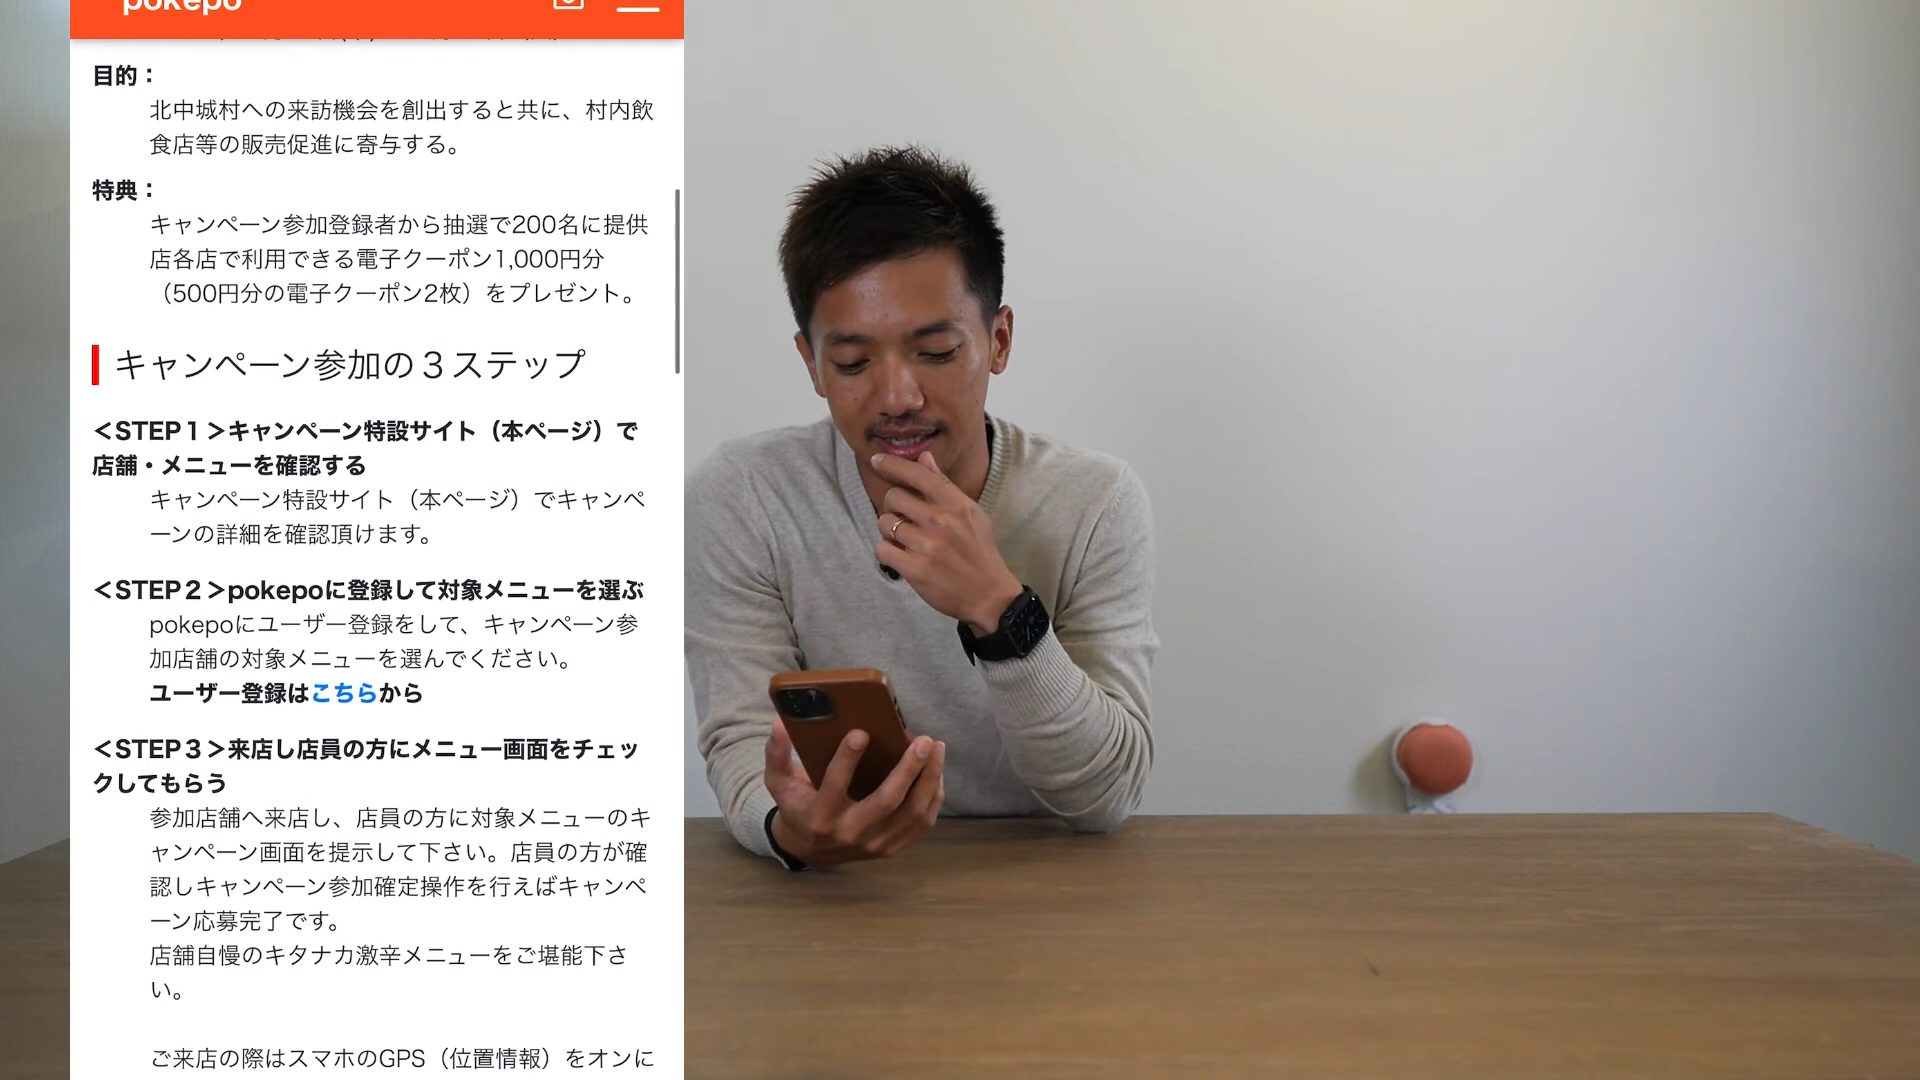 pokepo
目的：
北中城村への来訪機会を創出すると共に、村内飲
食店等の販売促進に寄与する。
特典：
キャンペーン参加登録者から抽選で200名に提供
店各店で利用できる電子クーポン1,000円分
（500円分の電子クーポン2枚）をプレゼント。
キャンペーン参加の３ステップ
＜STEP１＞キャンペーン特設サイト（本ページ）で
店舗・メニューを確認する
キャンペーン特設サイト（本ページ）でキャンペ
ーンの詳細を確認頂けます。
＜STEP２＞pokepoに登録して対象メニューを選ぶ
pokepoにユーザー登録をして、キャンペーン参
加店舗の対象メニューを選んでください。
ユーザー登録はこちらから
＜STEP３＞来店し店員の方にメニュー画面をチェッ
クしてもらう
参加店舗へ来店し、店員の方に対象メニューのキ
ャンペーン画面を提示して下さい。店員の方が確
認しキャンペーン参加確定操作を行えばキャンペ
ーン応募完了です。
店舗自慢のキタナカ激辛メニューをご堪能下さ
い。
ご来店の際はスマホのGPS（位置情報）をオンに